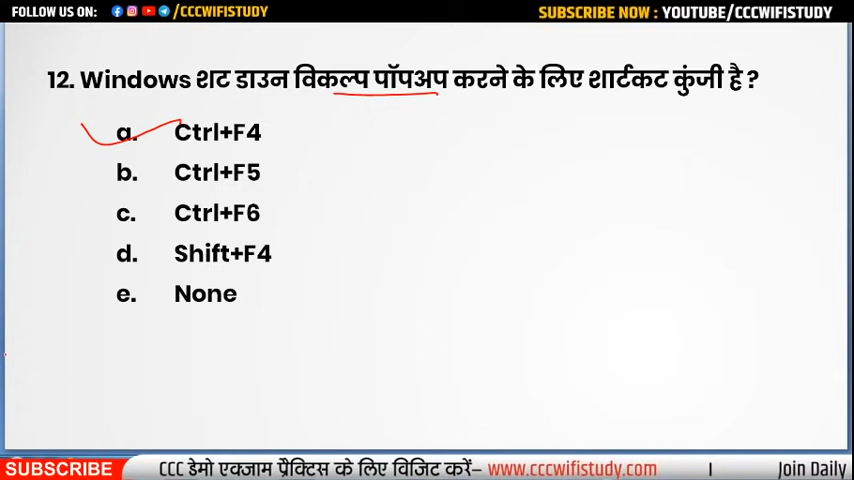 FOLLOW US ON: /CCCWIFISTUDY SUBSCRIBE NOW : YOUTUBE/CCCWIFISTUDY
12. Windows शट डाउन विकल्प पॉपअप करने के लिए शार्टकट कुंजी है ?
a. Ctrl+F4
b. Ctrl+F5
c. Ctrl+F6
d. Shift+F4
e. None
SUBSCRIBE CCC डेमो एक्जाम प्रैक्टिस के लिए विजिट करें– www.cccwifistudy.com I Join Daily